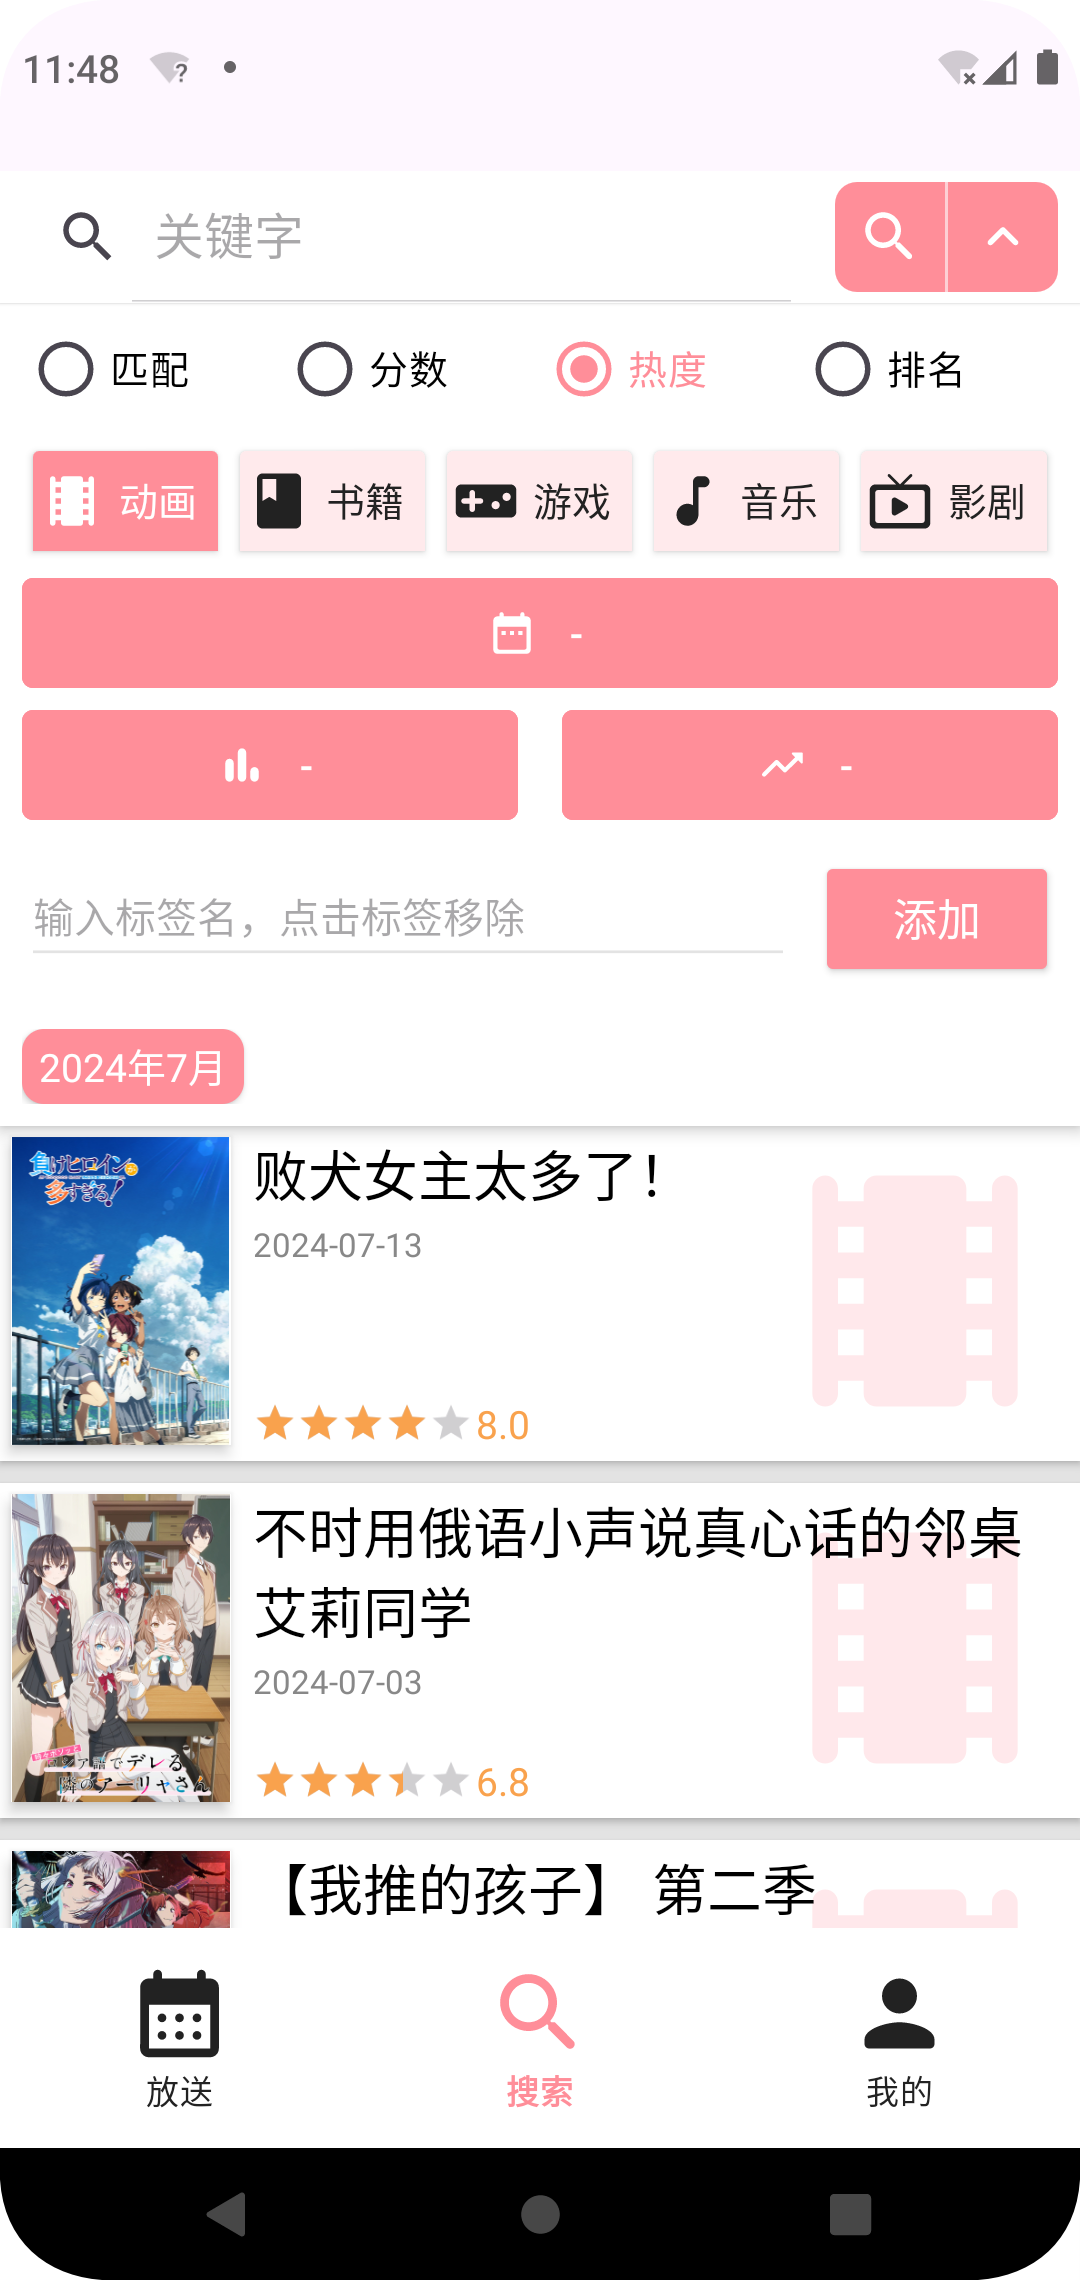 11:48
关键字
匹配
分数
热度
排名
动画
书籍
游戏
音乐
影剧
-
-
-
输入标签名，点击标签移除
添加
2024年7月
負けヒロインが
多すぎる！
败犬女主太多了！
2024-07-13
8.0
不时用俄语小声说真心话的邻桌
艾莉同学
2024-07-03
時々ボソッと
ロシア語でデレる
隣のアーリャさん
6.8
【我推的孩子】 第二季
放送
搜索
我的